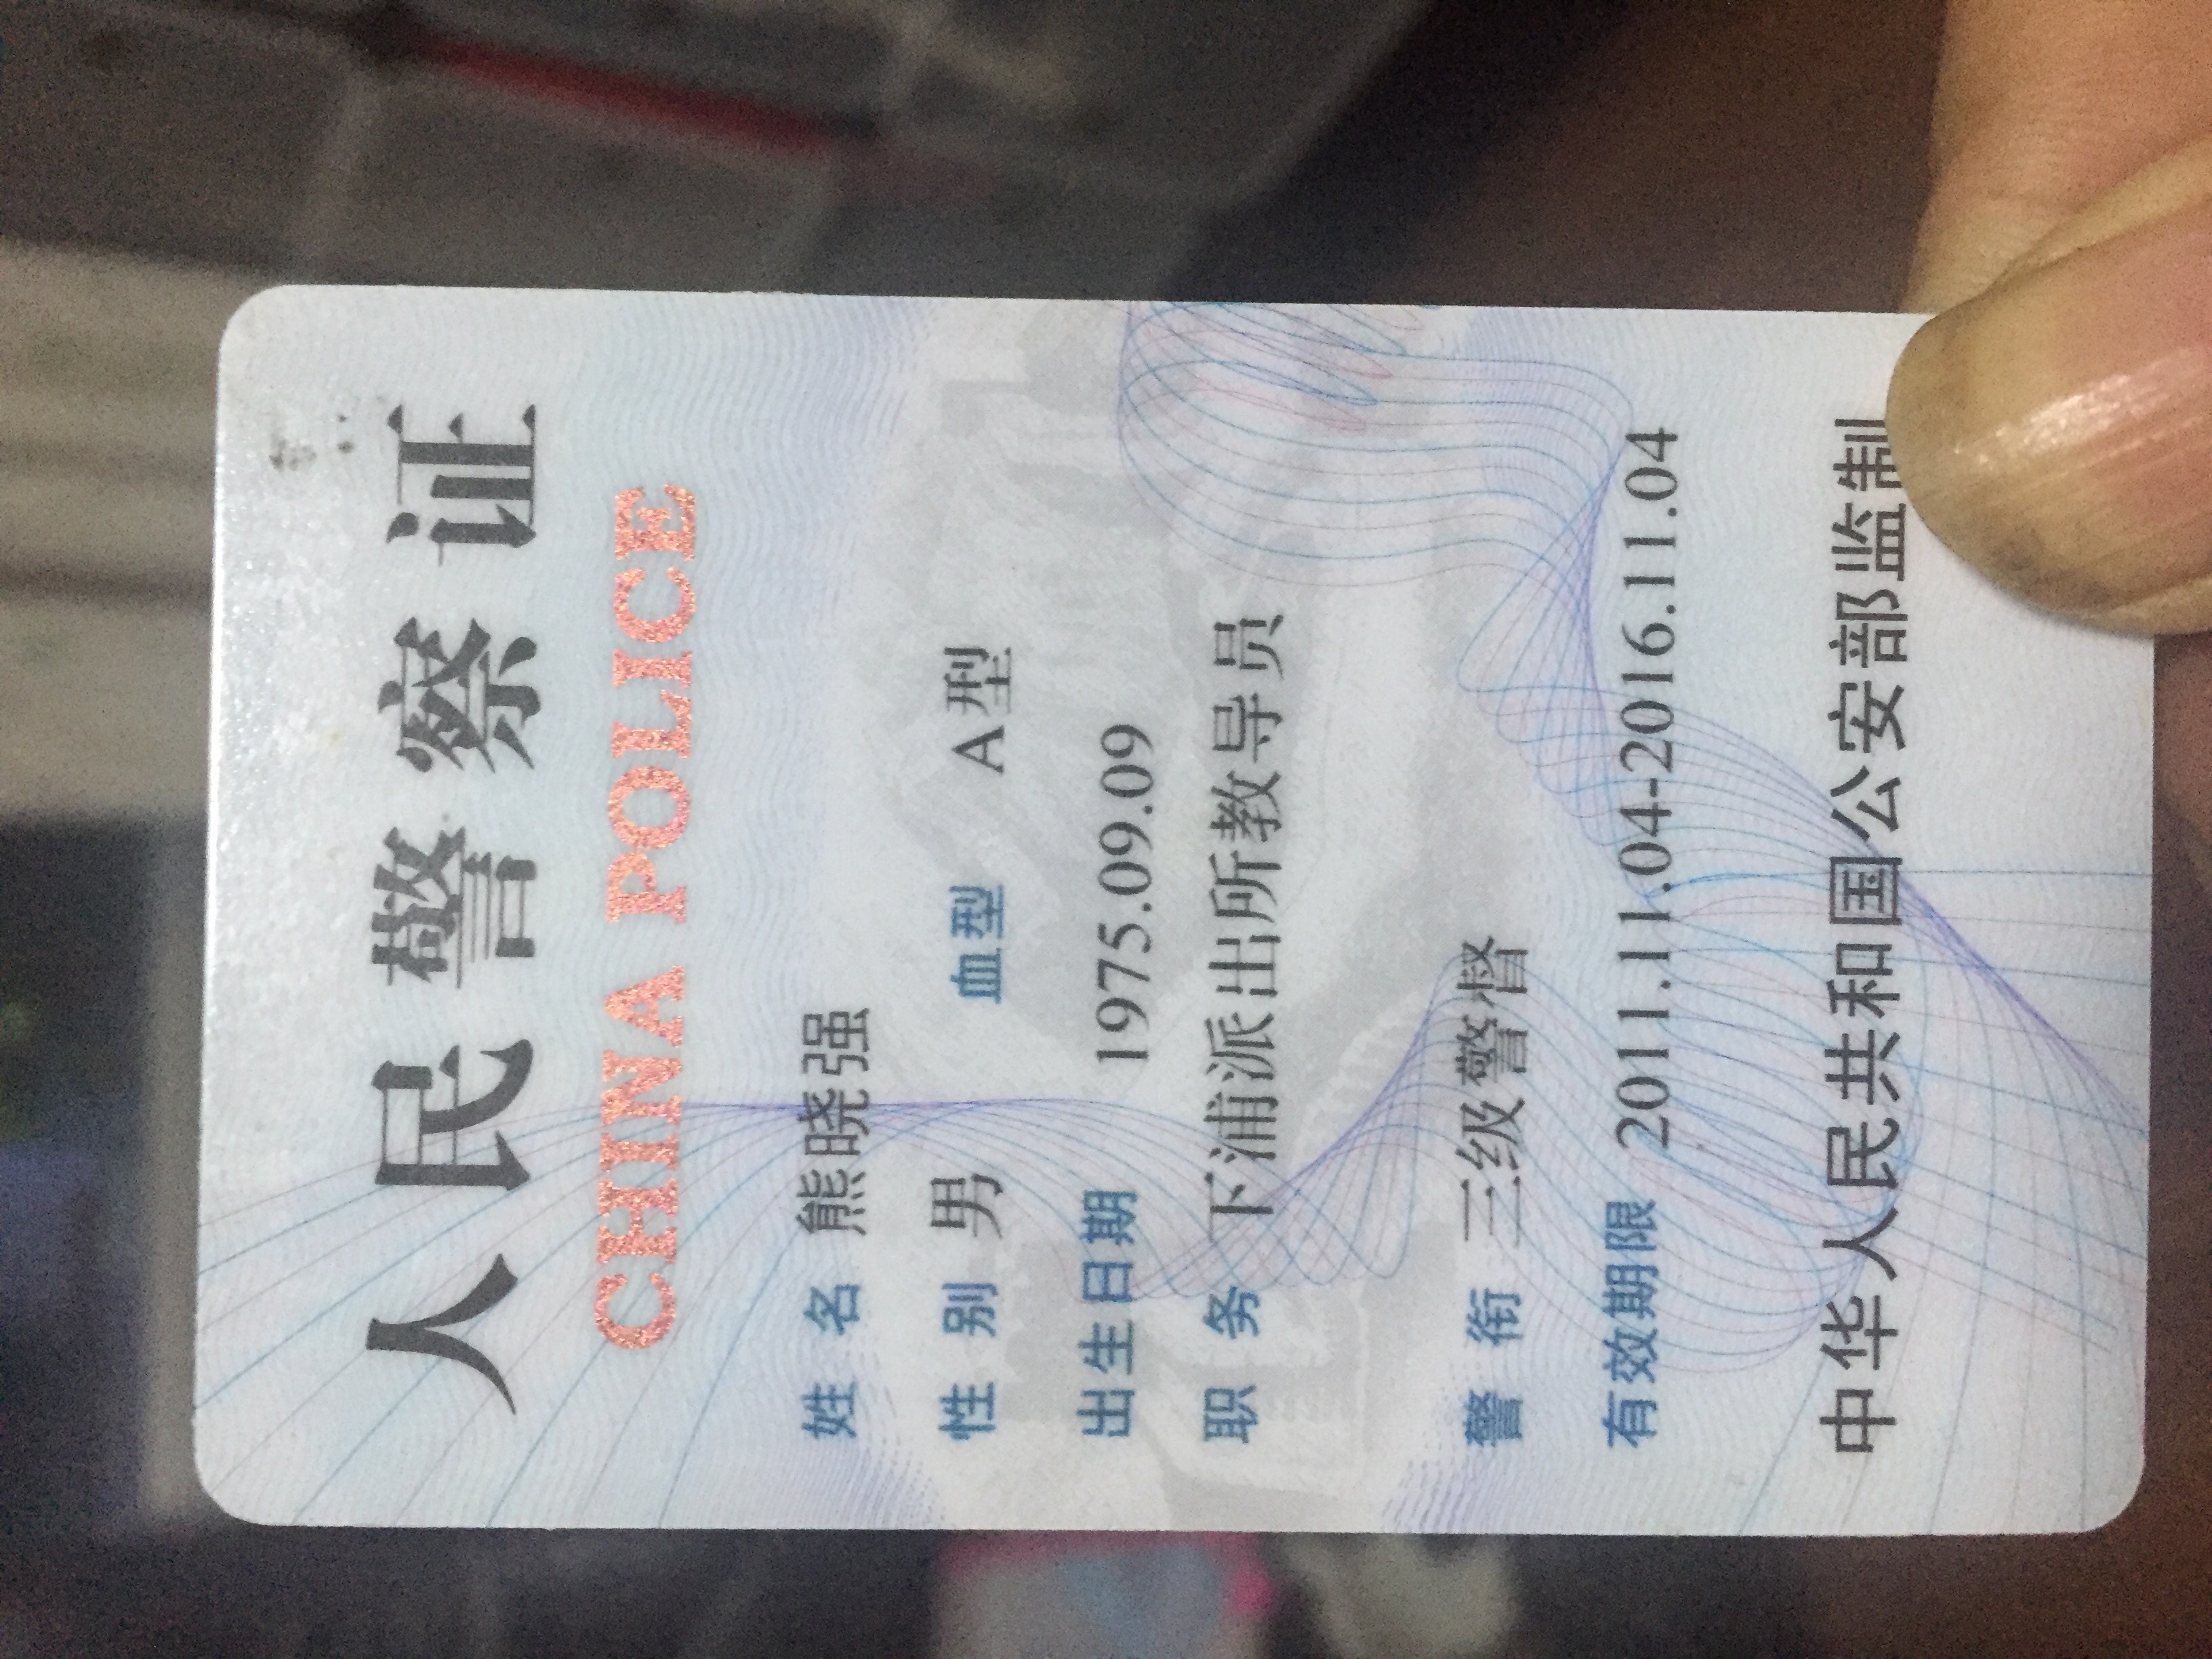 人民警察证
CHINA POLICE
姓名 熊晓强
性别 男 血型 A型
出生日期 1975.09.09
职务 下浦派出所教导员
警衔 三级警督
有效期限 2011.11.04-2016.11.04
中华人民共和国公安部监制